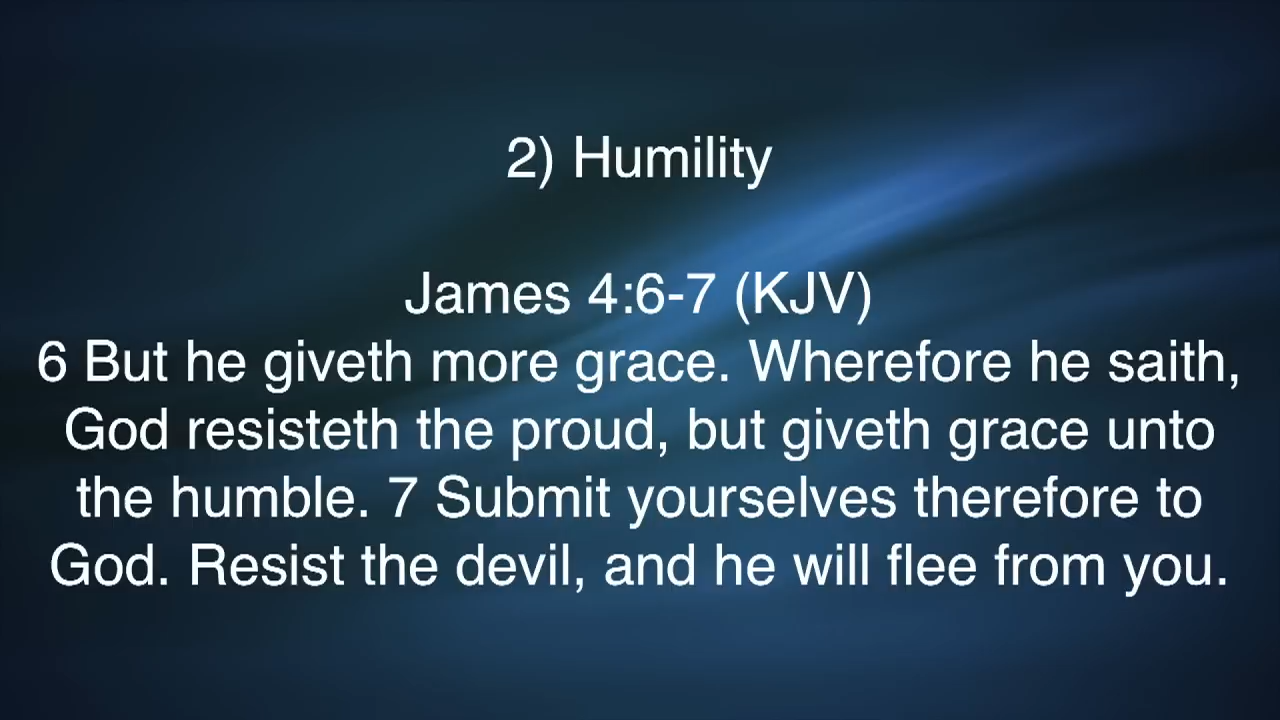 2) Humility
James 4:6-7 (KJV)
6 But he giveth more grace. Wherefore he saith,
God resisteth the proud, but giveth grace unto
the humble. 7 Submit yourselves therefore to
God. Resist the devil, and he will flee from you.